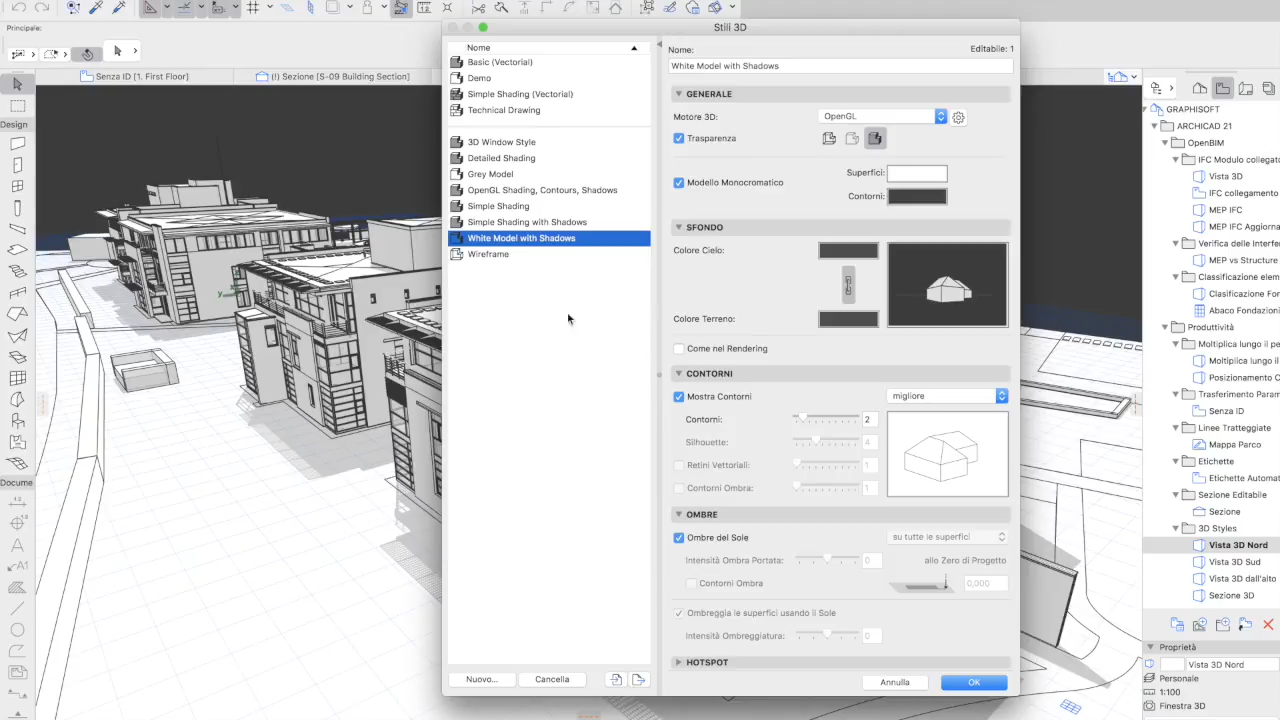 Principale:
Senza ID [1. First Floor]
(!) Sezione [S-09 Building Section]
Design
Docume
Stili 3D
Nome
Basic (Vectorial)
Demo
Simple Shading (Vectorial)
Technical Drawing
3D Window Style
Detailed Shading
Grey Model
OpenGL Shading, Contours, Shadows
Simple Shading
Simple Shading with Shadows
White Model with Shadows
Wireframe
Nuovo...
Cancella
Nome:
Editabile: 1
White Model with Shadows
GENERALE
Motore 3D:
OpenGL
Trasparenza
Modello Monocromatico
Superfici:
Contorni:
SFONDO
Colore Cielo:
Colore Terreno:
Come nel Rendering
CONTORNI
Mostra Contorni
migliore
Contorni:
2
Silhouette:
4
Retini Vettoriali:
1
Contorni Ombra:
1
OMBRE
Ombre del Sole
su tutte le superfici
Intensità Ombra Portata:
0
allo Zero di Progetto
Contorni Ombra
0,000
Ombreggia le superfici usando il Sole
Intensità Ombreggiatura:
0
HOTSPOT
Annulla
OK
GRAPHISOFT
ARCHICAD 21
OpenBIM
IFC Modulo collegato
Vista 3D
IFC collegamento
MEP IFC
MEP IFC Aggiorna
Verifica delle Interfe
MEP vs Structure
Classificazione elem
Clasificazione Fon
Abaco Fondazioni
Produttività
Moltiplica lungo il pe
Moltiplica lungo il
Posizionamento C
Trasferimento Param
Senza ID
Linee Tratteggiate
Mappa Parco
Etichette
Etichette Automat
Sezione Editabile
Sezione
3D Styles
Vista 3D Nord
Vista 3D Sud
Vista 3D dall'alto
Sezione 3D
Proprietà
Vista 3D Nord
Personale
1:100
Finestra 3D